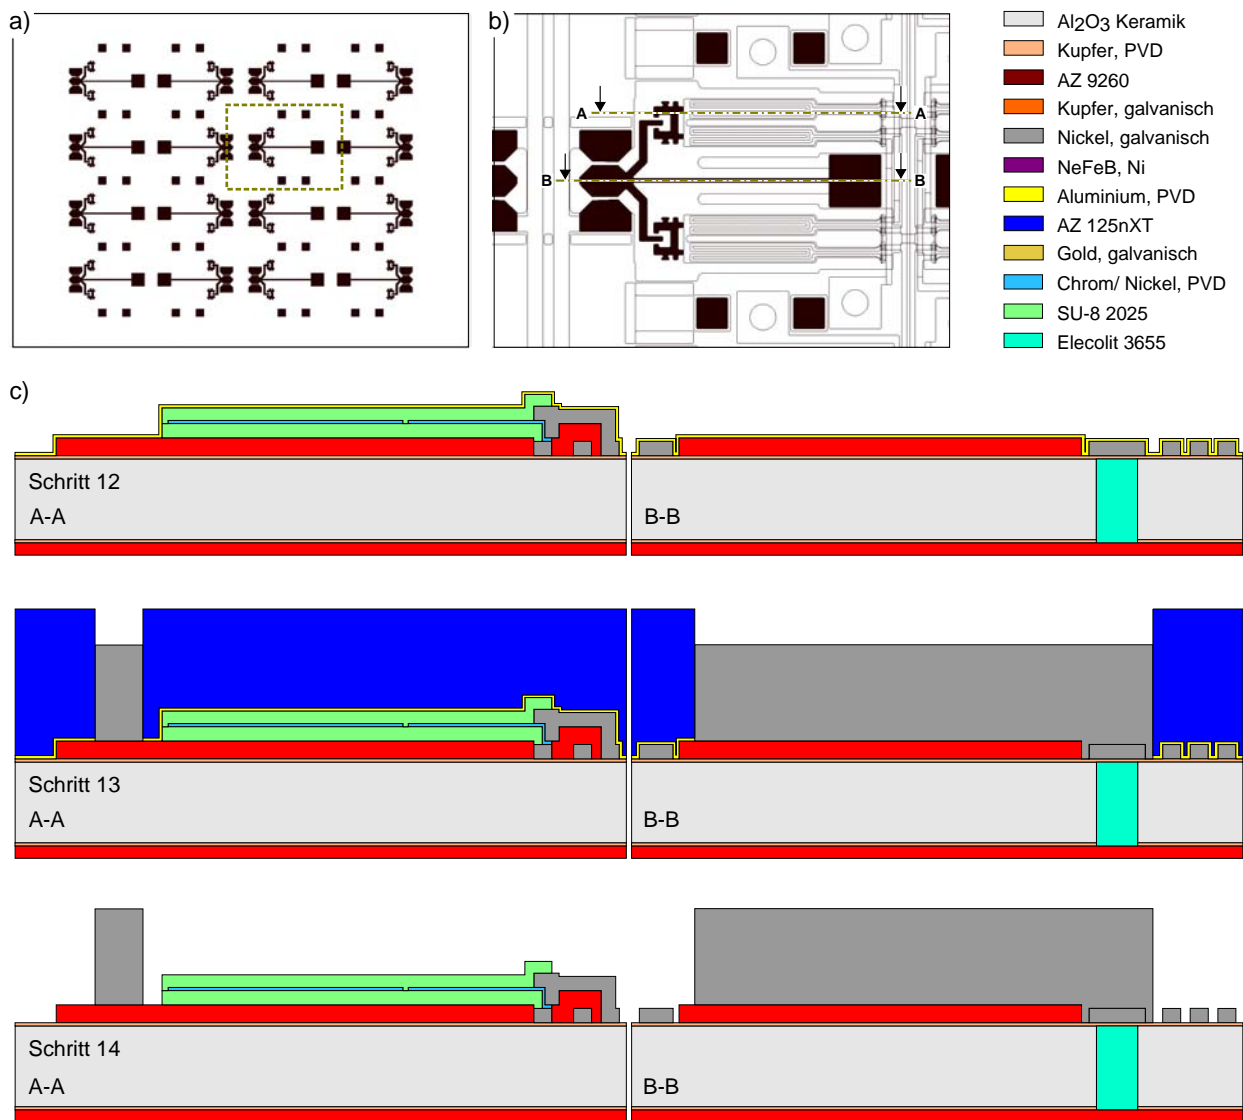 a)
b)
A
A
B
B
Al2O3 Keramik
Kupfer, PVD
AZ 9260
Kupfer, galvanisch
Nickel, galvanisch
NeFeB, Ni
Aluminium, PVD
AZ 125nXT
Gold, galvanisch
Chrom/ Nickel, PVD
SU-8 2025
Elecolit 3655
c)
Schritt 12
A-A
B-B
Schritt 13
A-A
B-B
Schritt 14
A-A
B-B